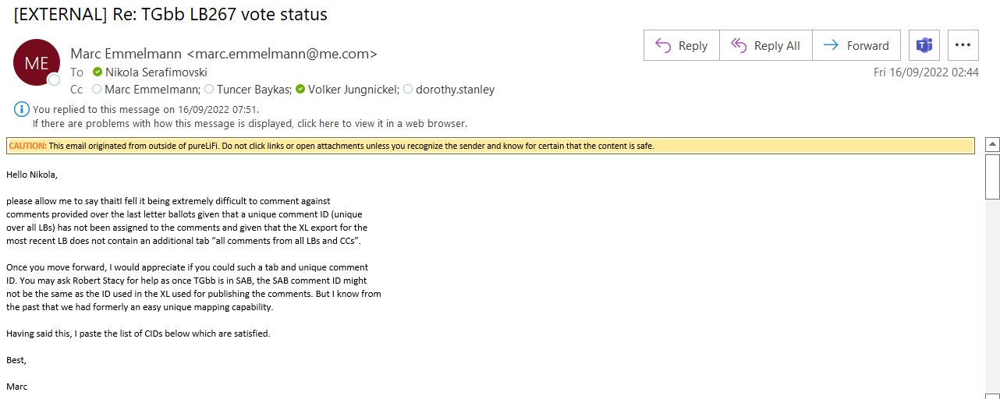 [EXTERNAL] Re: TGbb LB267 vote status
ME
Marc Emmelmann <marc.emmelmann@me.com>
Reply
Reply All
Forward
To Nikola Serafimovski
Fri 16/09/2022 02:44
Cc Marc Emmelmann; Tuncer Baykas; Volker Jungnickel; dorothy.stanley
You replied to this message on 16/09/2022 07:51.
If there are problems with how this message is displayed, click here to view it in a web browser.
CAUTION: This email originated from outside of pureLiFi. Do not click links or open attachments unless you recognize the sender and know for certain that the content is safe.
Hello Nikola,
please allow me to say thaitI fell it being extremely difficult to comment against
comments provided over the last letter ballots given that a unique comment ID (unique
over all LBs) has not been assigned to the comments and given that the XL export for the
most recent LB does not contain an additional tab “all comments from all LBs and CCs”.
Once you move forward, I would appreciate if you could such a tab and unique comment
ID. You may ask Robert Stacy for help as once TGbb is in SAB, the SAB comment ID might
not be the same as the ID used in the XL used for publishing the comments. But I know from
the past that we had formerly an easy unique mapping capability.
Having said this, I paste the list of CIDs below which are satisfied.
Best,
Marc